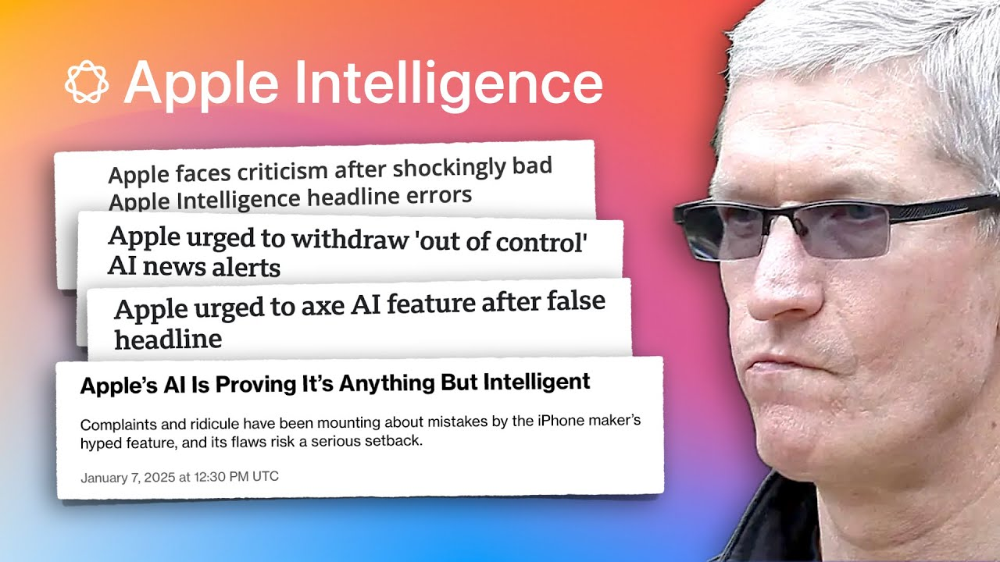 Apple Intelligence
Apple faces criticism after shockingly bad
Apple Intelligence headline errors
Apple urged to withdraw 'out of control'
AI news alerts
Apple urged to axe AI feature after false
headline
Apple’s AI Is Proving It’s Anything But Intelligent
Complaints and ridicule have been mounting about mistakes by the iPhone maker’s
hyped feature, and its flaws risk a serious setback.
January 7, 2025 at 12:30 PM UTC